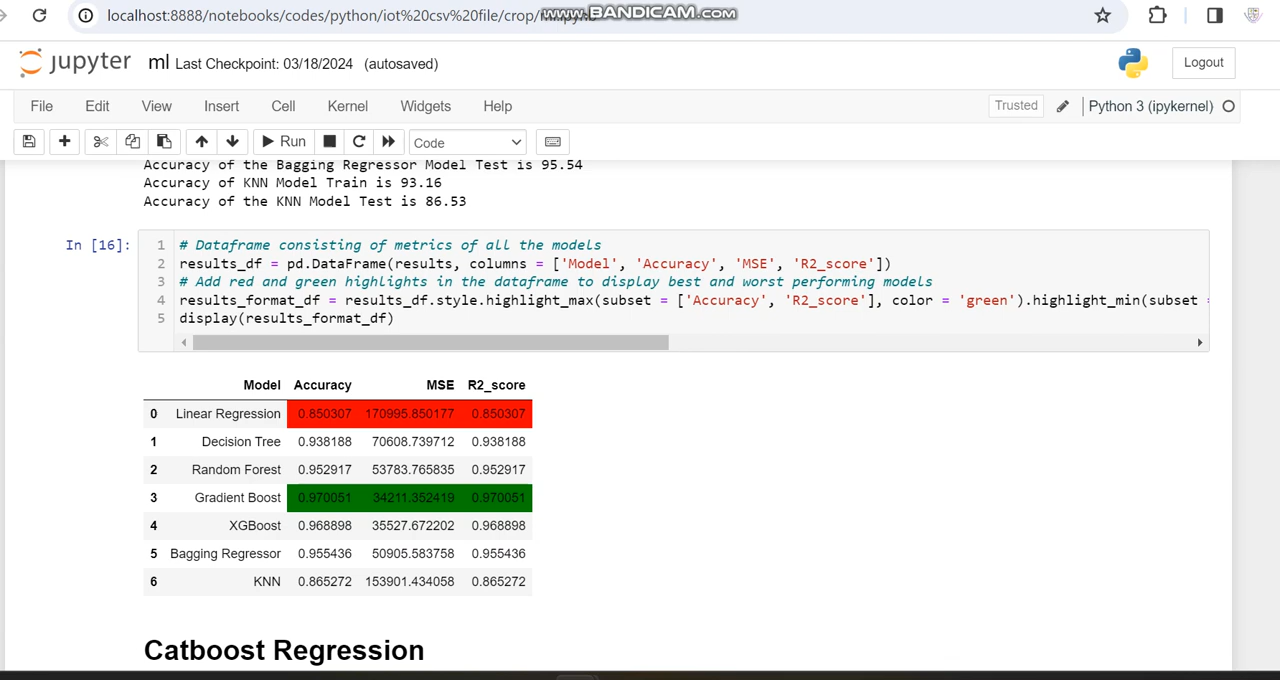 localhost:8888/notebooks/codes/python/iot%20csv%20file/crop/ml.ipynb
www.BANDICAM.com
jupyter ml Last Checkpoint: 03/18/2024 (autosaved)
Logout
File Edit View Insert Cell Kernel Widgets Help
Trusted Python 3 (ipykernel)
Run Code
Accuracy of the Bagging Regressor Model Test is 95.54
Accuracy of KNN Model Train is 93.16
Accuracy of the KNN Model Test is 86.53
In [16]:
1 # Dataframe consisting of metrics of all the models
2 results_df = pd.DataFrame(results, columns = ['Model', 'Accuracy', 'MSE', 'R2_score'])
3 # Add red and green highlights in the dataframe to display best and worst performing models
4 results_format_df = results_df.style.highlight_max(subset = ['Accuracy', 'R2_score'], color = 'green').highlight_min(subset =
5 display(results_format_df)
Model Accuracy MSE R2_score
0 Linear Regression 0.850307 170995.850177 0.850307
1 Decision Tree 0.938188 70608.739712 0.938188
2 Random Forest 0.952917 53783.765835 0.952917
3 Gradient Boost 0.970051 34211.352419 0.970051
4 XGBoost 0.968898 35527.672202 0.968898
5 Bagging Regressor 0.955436 50905.583758 0.955436
6 KNN 0.865272 153901.434058 0.865272
Catboost Regression